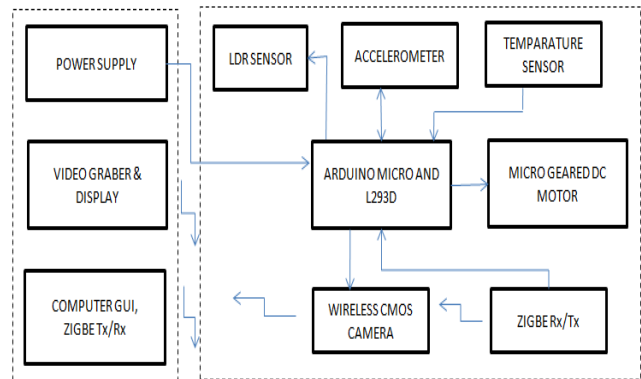 POWER SUPPLY
VIDEO GRABER &
DISPLAY
COMPUTER GUI,
ZIGBE Tx/Rx
LDR SENSOR
ACCELEROMETER
TEMPARATURE
SENSOR
ARDUINO MICRO AND
L293D
MICRO GEARED DC
MOTOR
WIRELESS CMOS
CAMERA
ZIGBE Rx/Tx